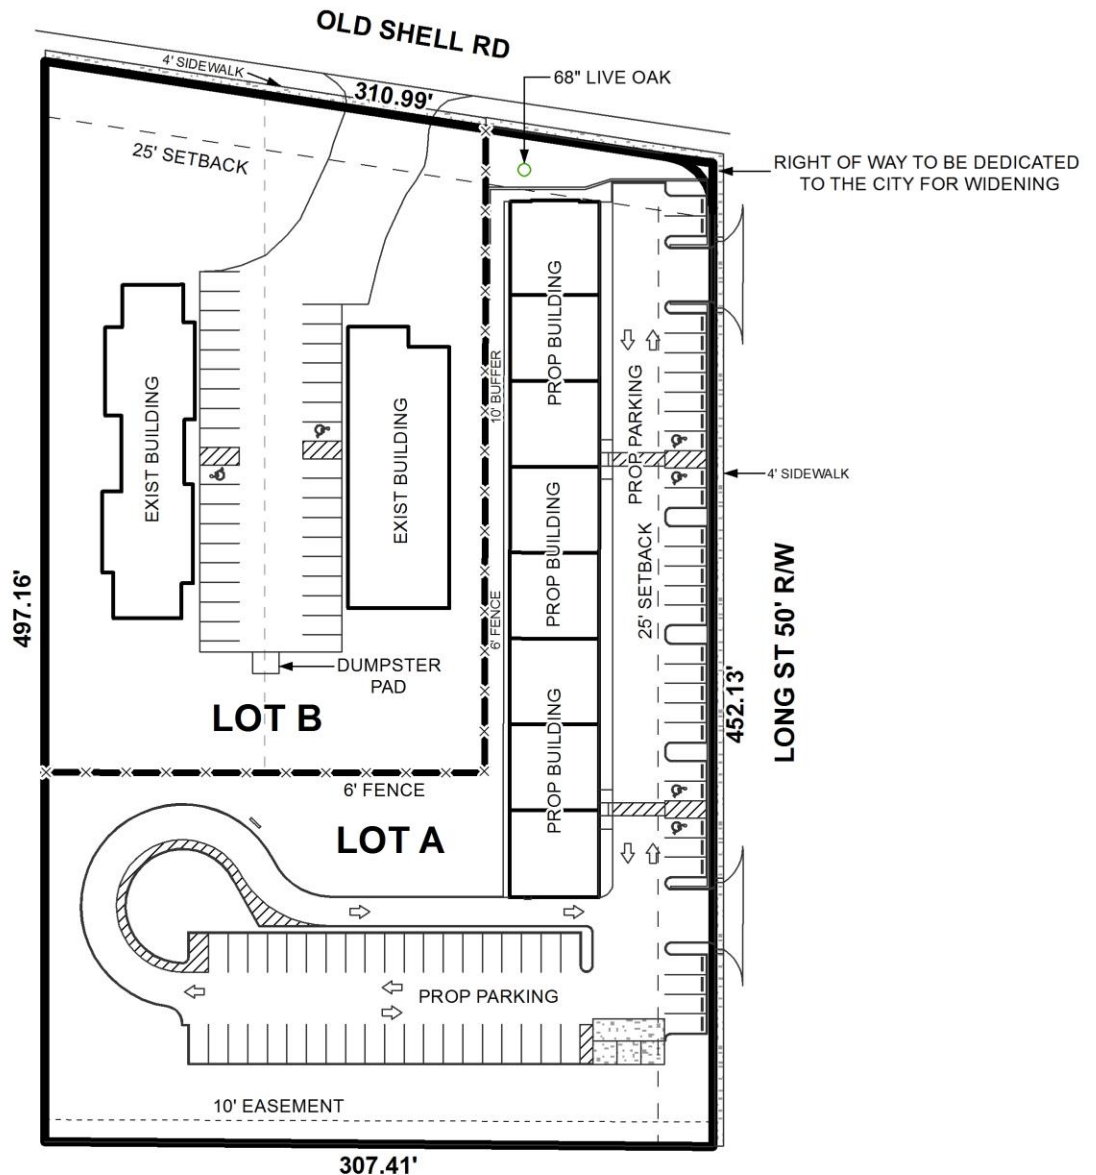 OLD SHELL RD
4' SIDEWALK
310.99'
68" LIVE OAK
25' SETBACK
RIGHT OF WAY TO BE DEDICATED
TO THE CITY FOR WIDENING
PROP BUILDING
10' BUFFER
PROP PARKING
EXIST BUILDING
EXIST BUILDING
4' SIDEWALK
497.16'
PROP BUILDING
6' FENCE
25' SETBACK
LONG ST 50' R/W
452.13'
DUMPSTER
PAD
LOT B
PROP BUILDING
6' FENCE
LOT A
PROP PARKING
10' EASEMENT
307.41'